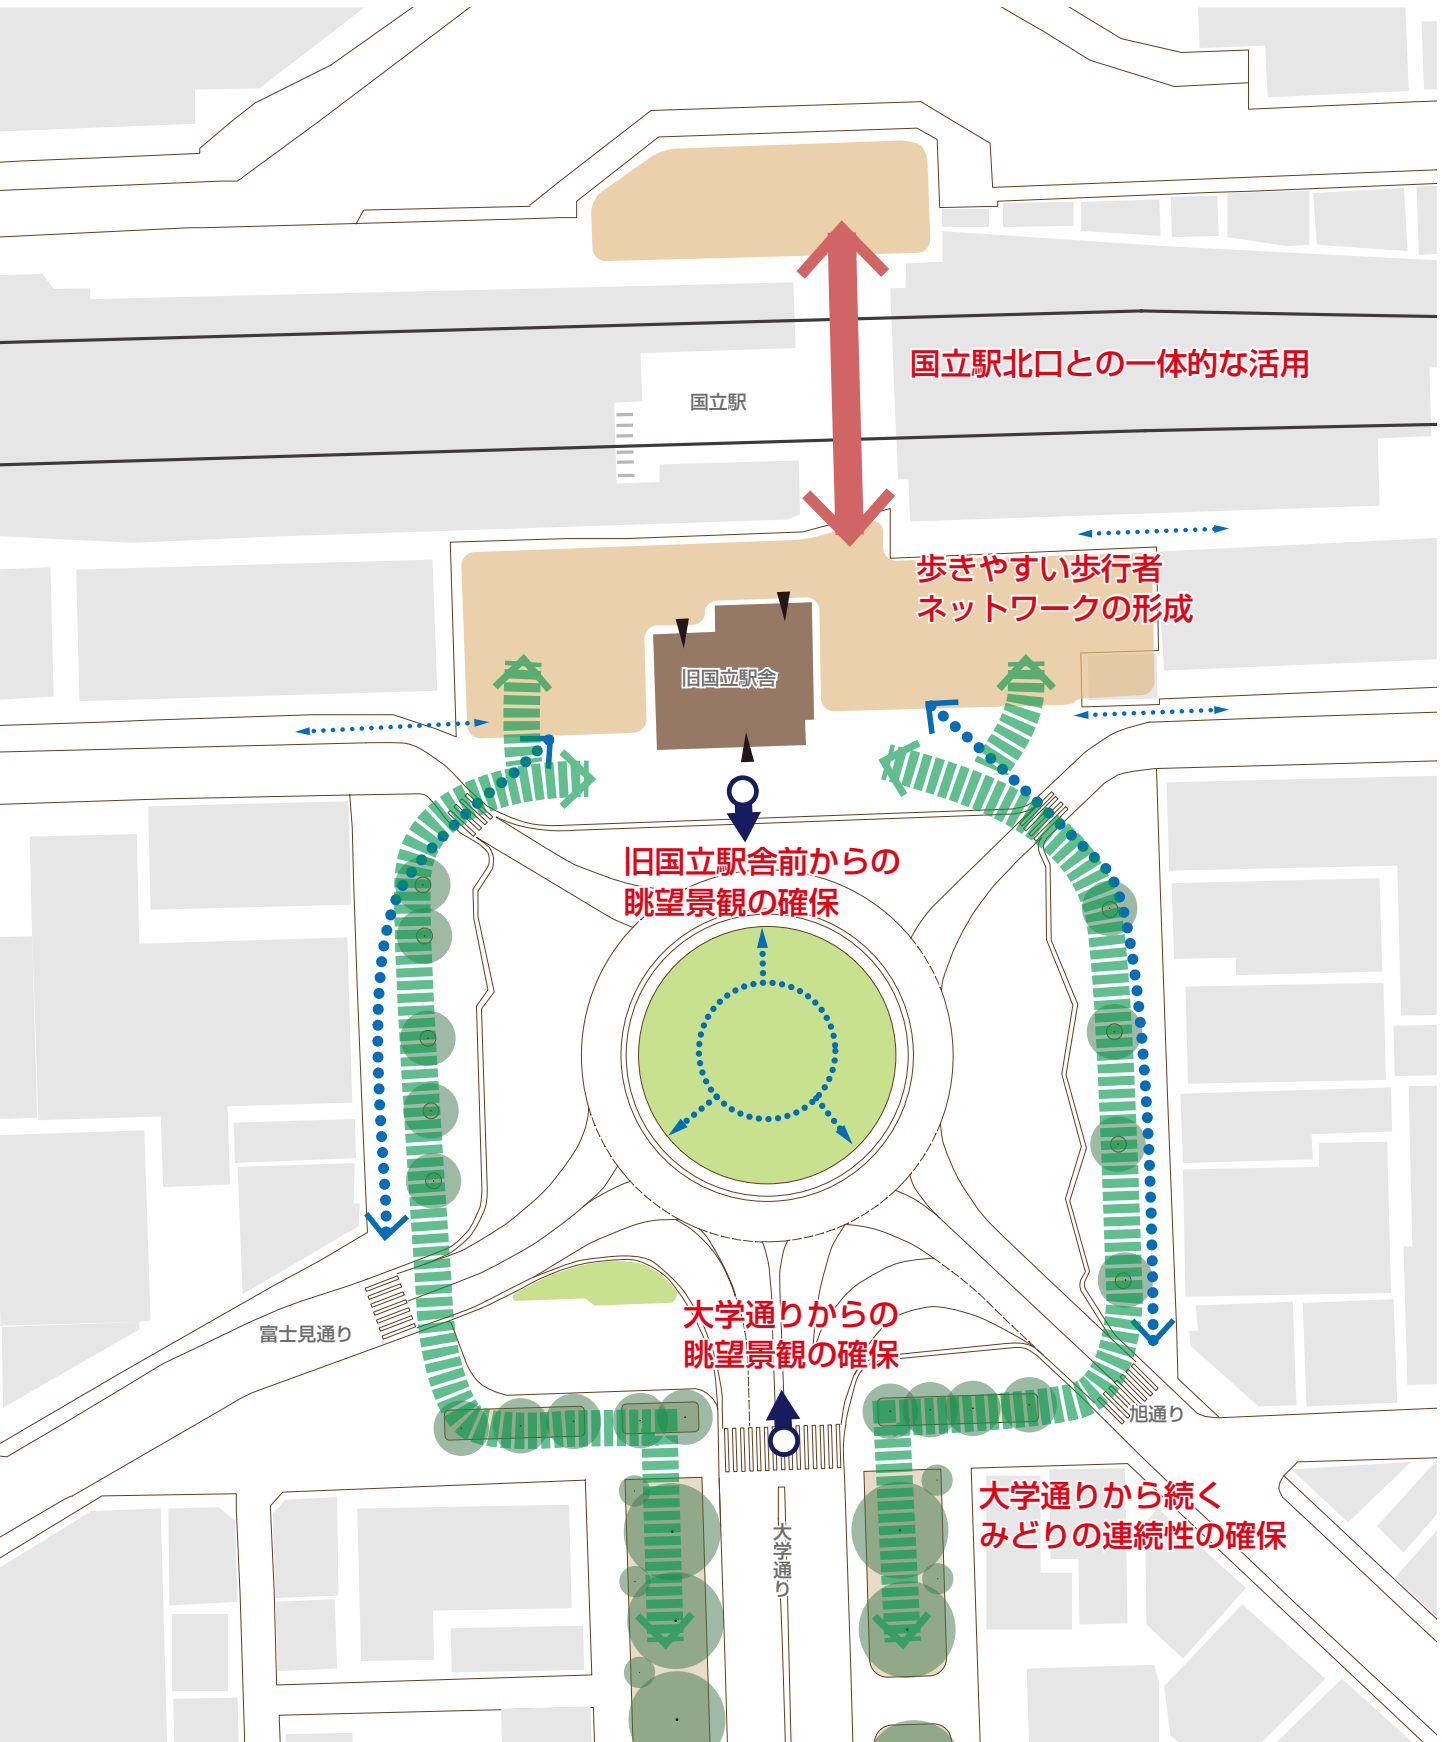 国立駅北口との一体的な活用
国立駅
歩きやすい歩行者
ネットワークの形成
旧国立駅舎
旧国立駅舎前からの
眺望景観の確保
大学通りからの
眺望景観の確保
富士見通り
旭通り
大学通りから続く
みどりの連続性の確保
大学通り